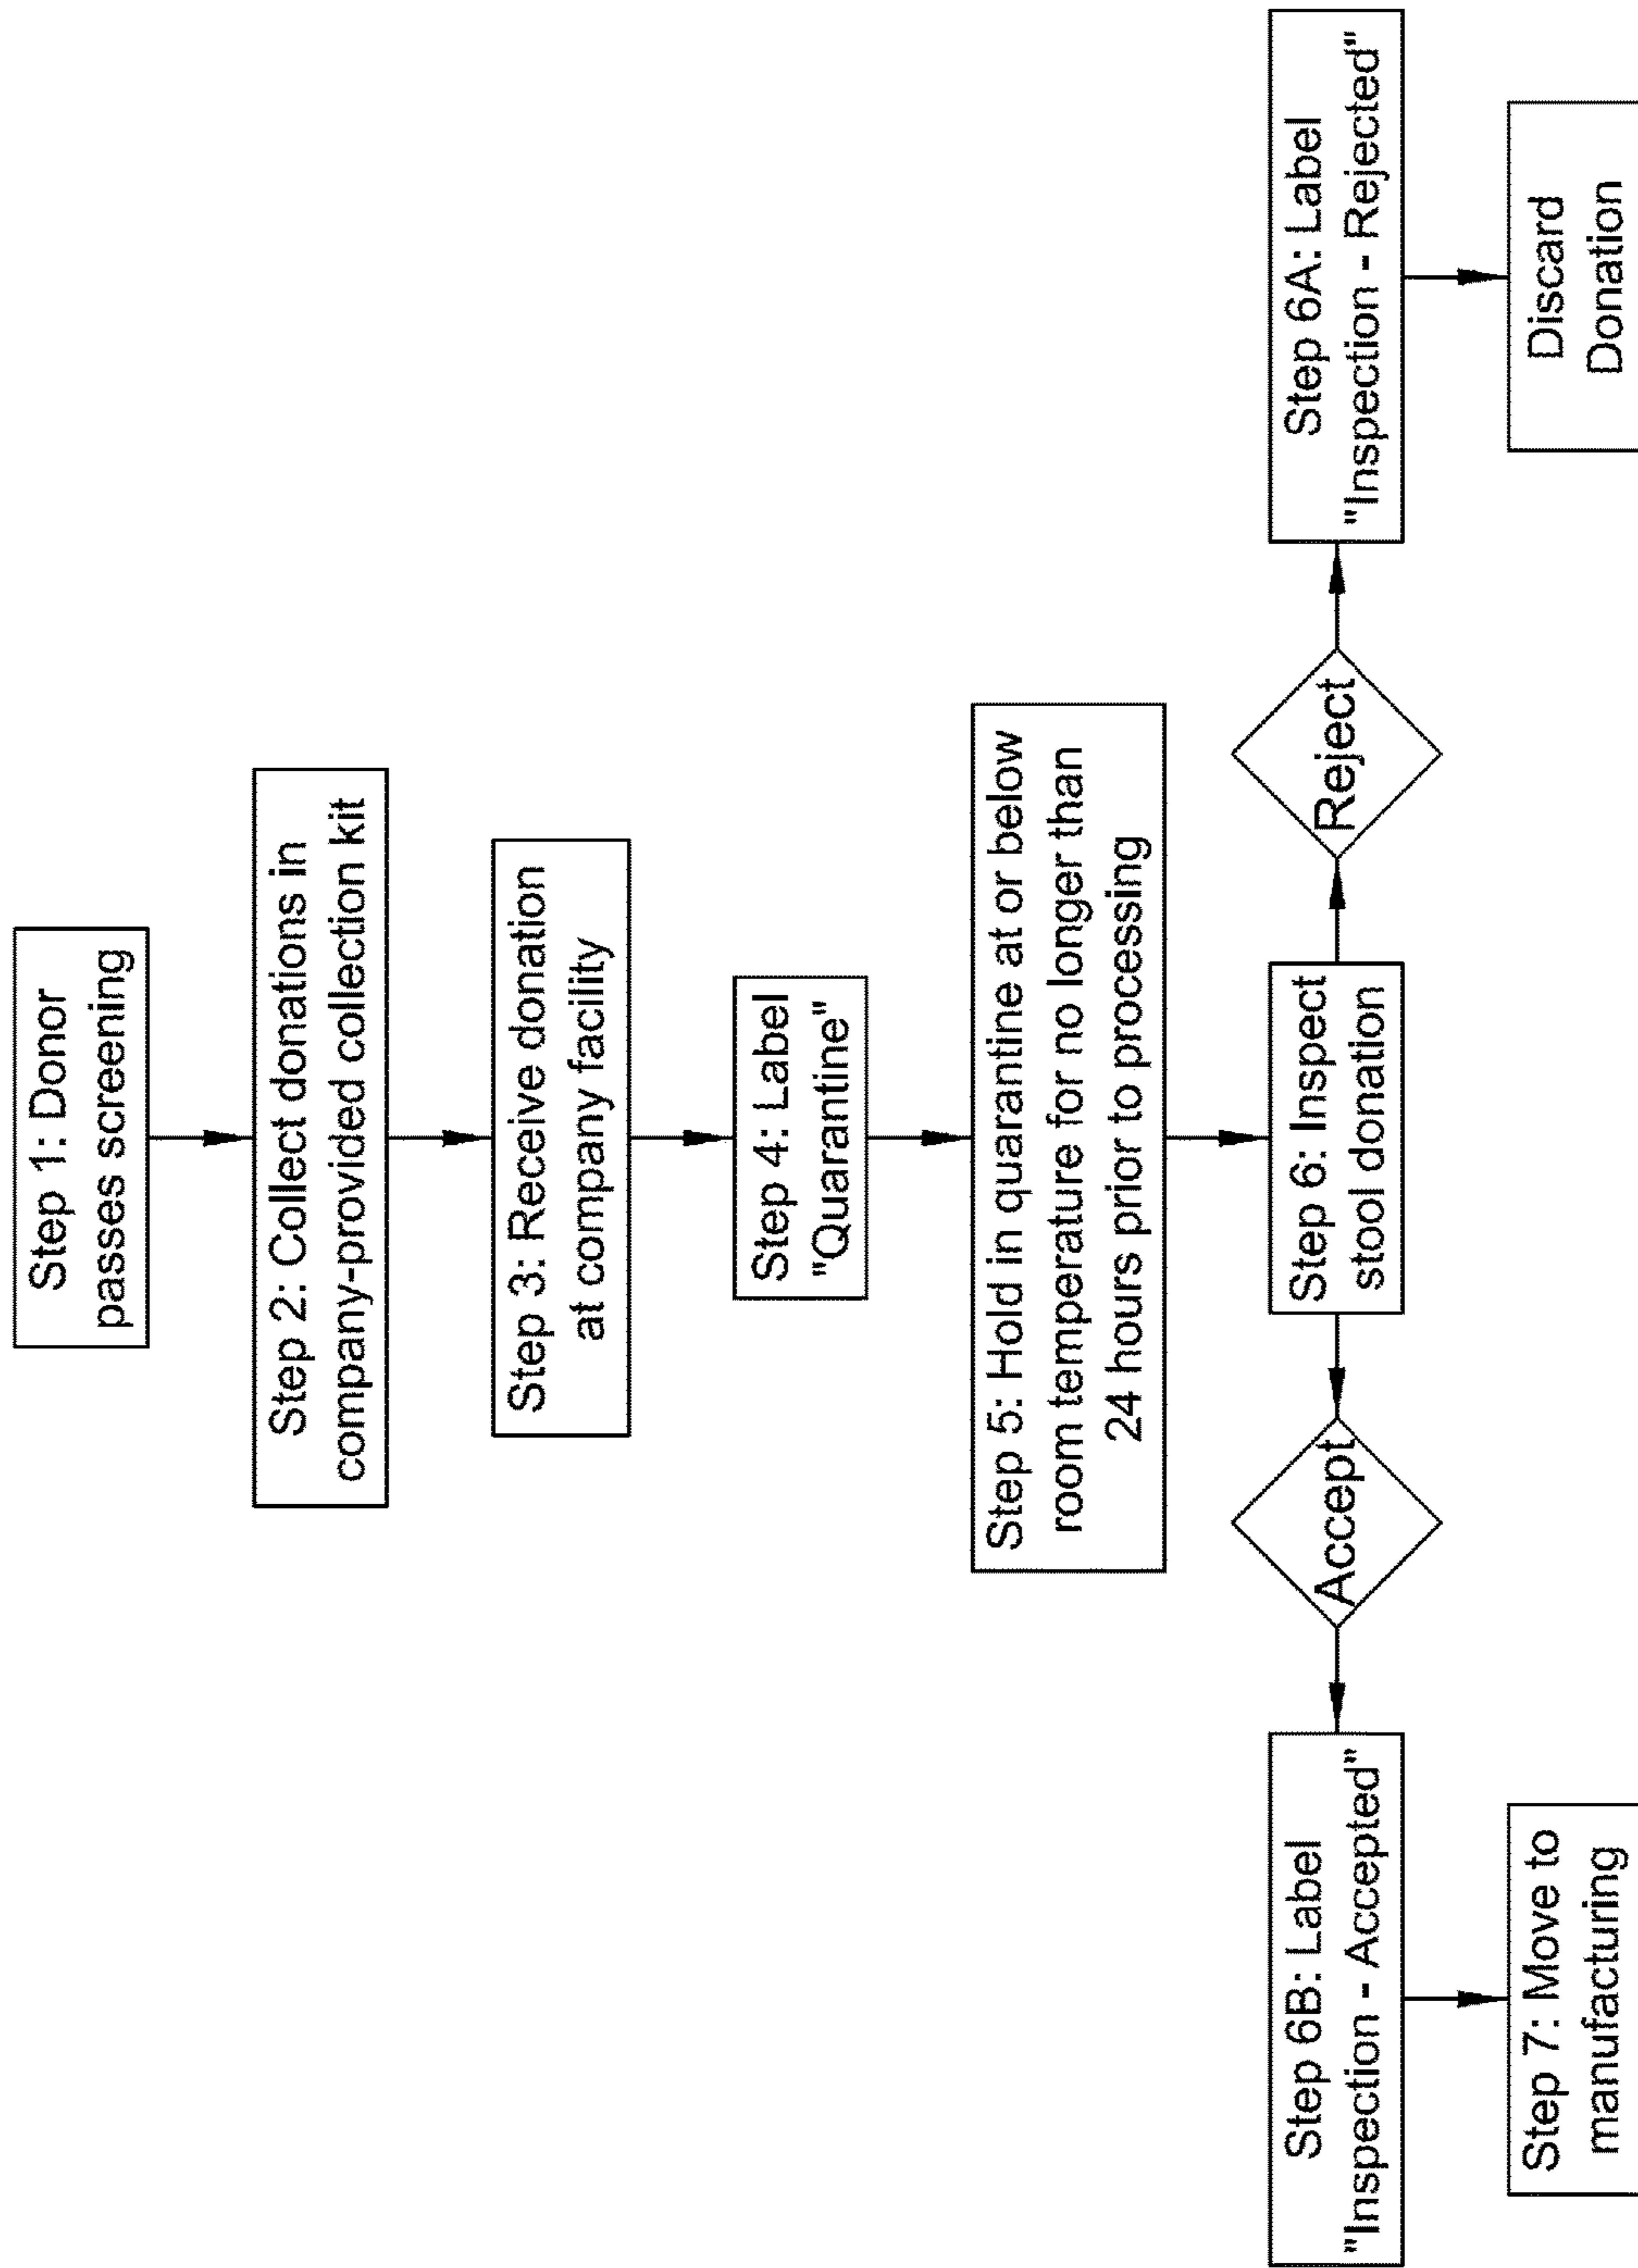 Step 1: Donor
passes screening
Step 2: Collect donations in
company-provided collection kit
Step 3: Receive donation
at company facility
Step 4: Label
"Quarantine"
Step 5: Hold in quarantine at or below
room temperature for no longer than
24 hours prior to processing
Step 6: Inspect
stool donation
Accept
Reject
Step 6B: Label
"Inspection - Accepted"
Step 6A: Label
"Inspection - Rejected"
Step 7: Move to
manufacturing
Discard
Donation